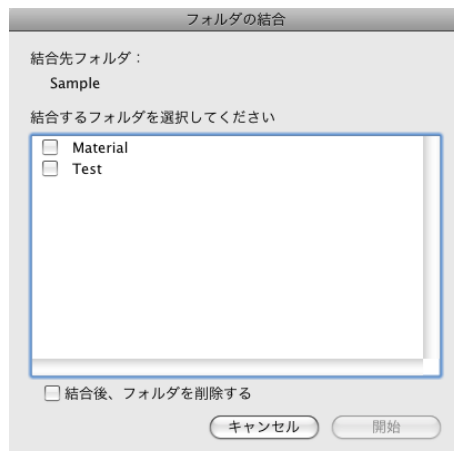 フォルダの結合
結合先フォルダ：
Sample
結合するフォルダを選択してください
Material
Test
結合後、フォルダを削除する
キャンセル
開始